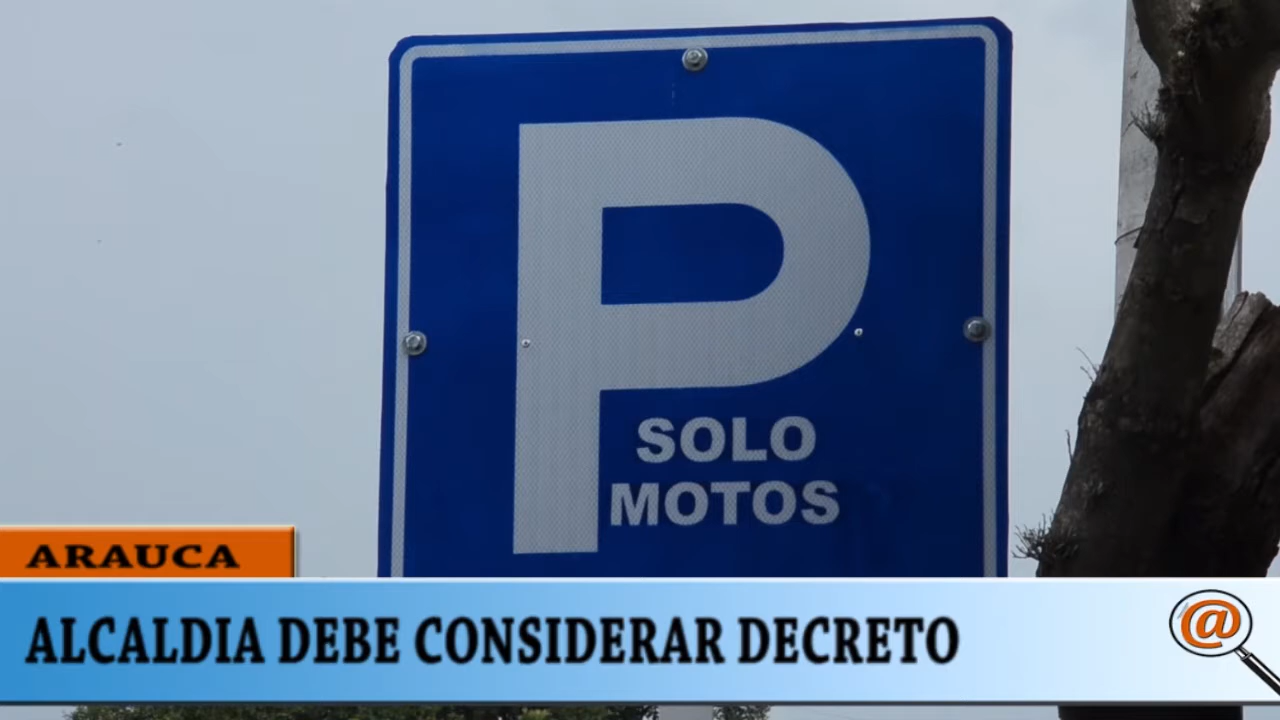 P
SOLO
MOTOS
ARAUCA
ALCALDIA DEBE CONSIDERAR DECRETO
@